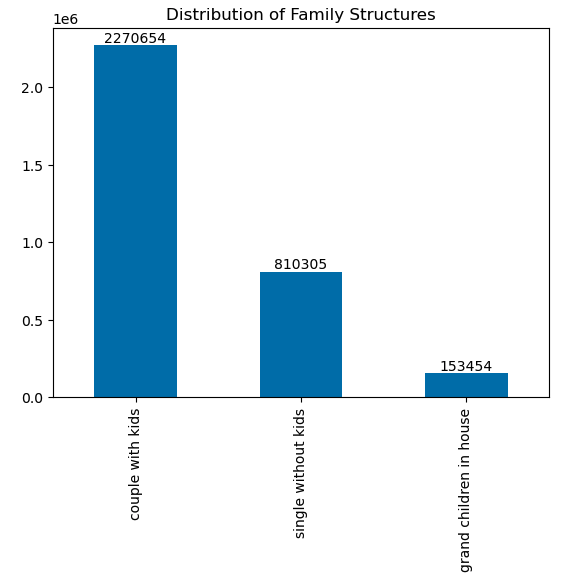 Distribution of Family Structures
1e6
2270654
810305
153454
2.0
1.5
1.0
0.5
0.0
couple with kids
single without kids
grand children in house